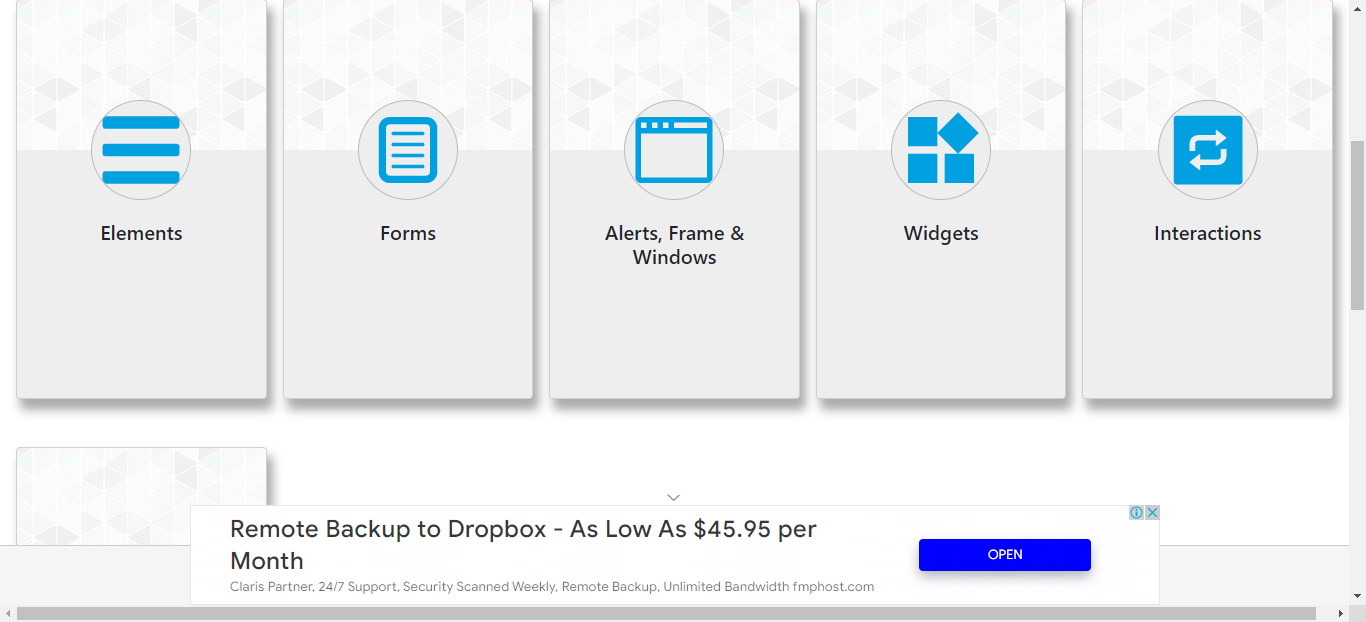 Elements
Forms
Alerts, Frame &
Windows
Widgets
Interactions
Remote Backup to Dropbox - As Low As $45.95 per
Month
Claris Partner, 24/7 Support, Security Scanned Weekly, Remote Backup, Unlimited Bandwidth fmphost.com
OPEN